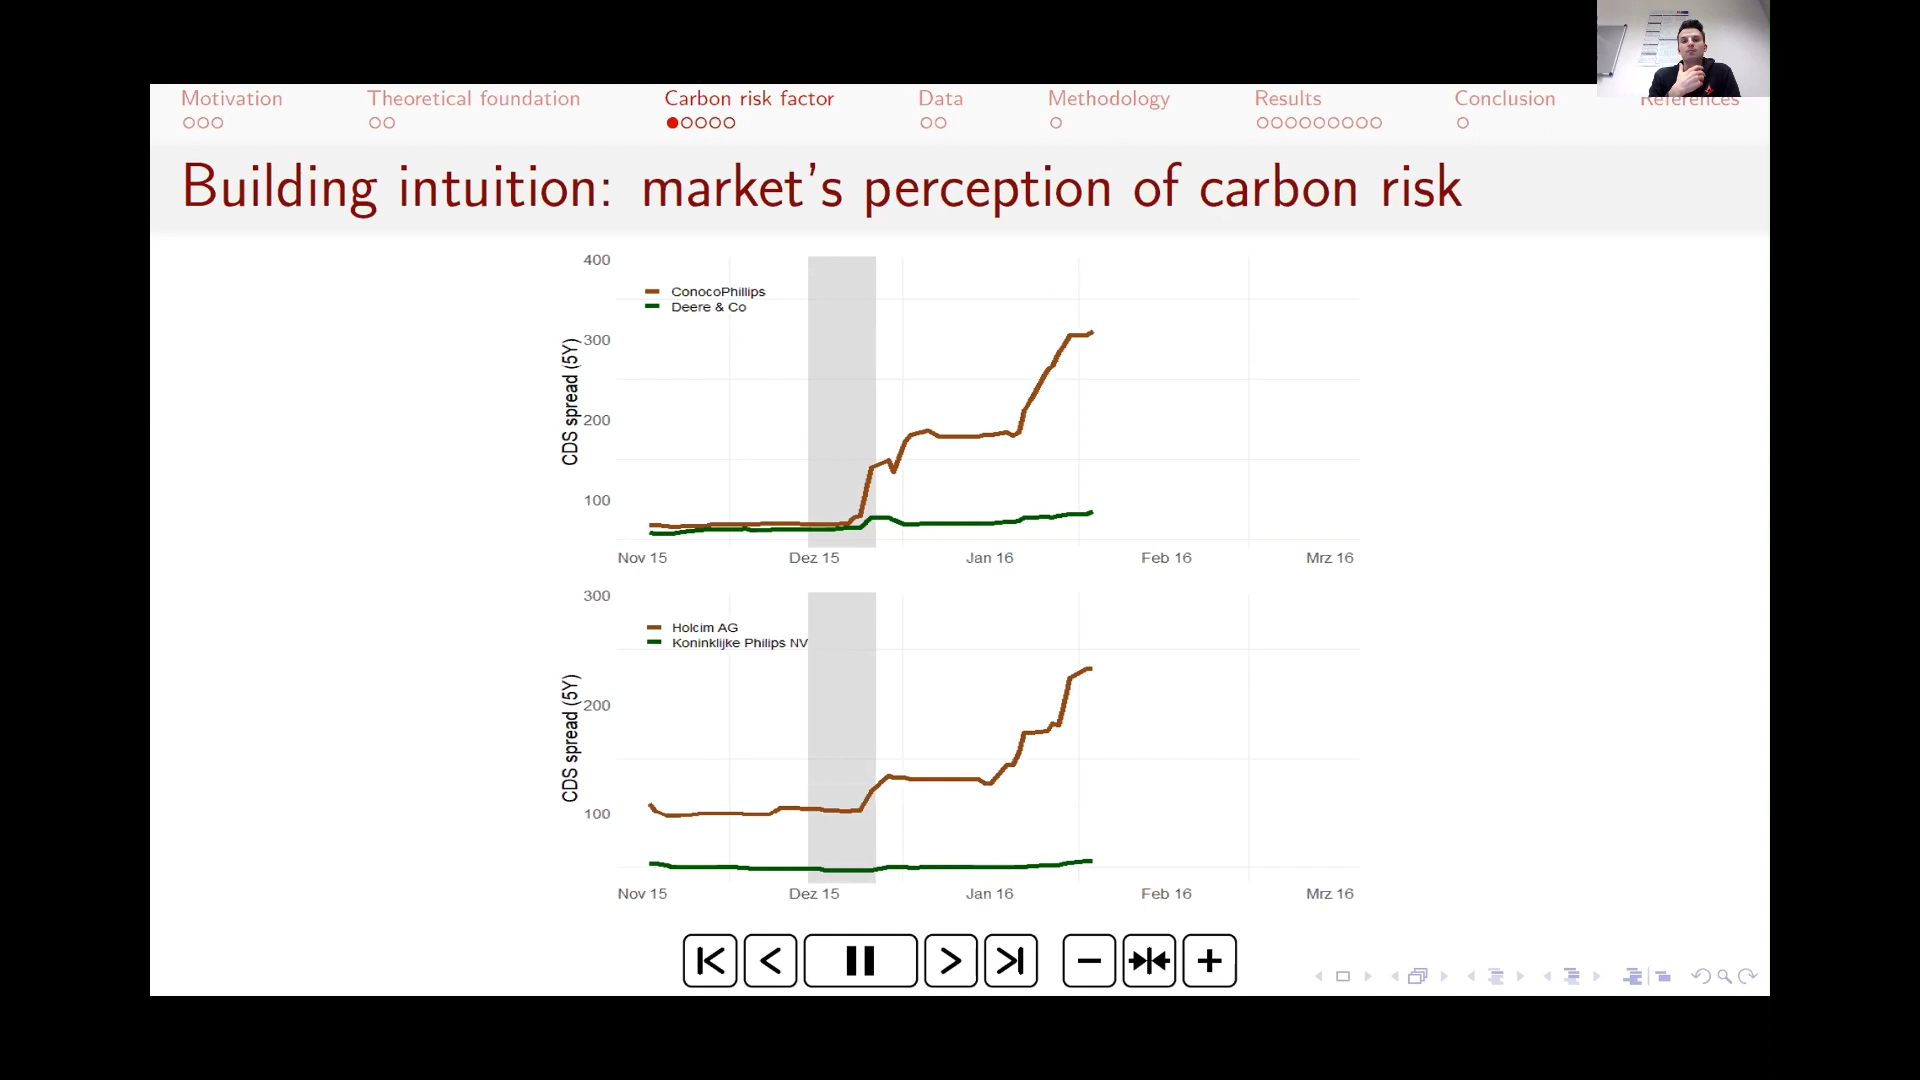 Motivation
Theoretical foundation
Carbon risk factor
Data
Methodology
Results
Conclusion
References
Building intuition: market's perception of carbon risk
400
300
200
100
CDS spread (5Y)
ConocoPhillips
Deere & Co
Nov 15 Dez 15 Jan 16 Feb 16 Mrz 16
300
200
100
CDS spread (5Y)
Holcim AG
Koninklijke Philips NV
Nov 15 Dez 15 Jan 16 Feb 16 Mrz 16